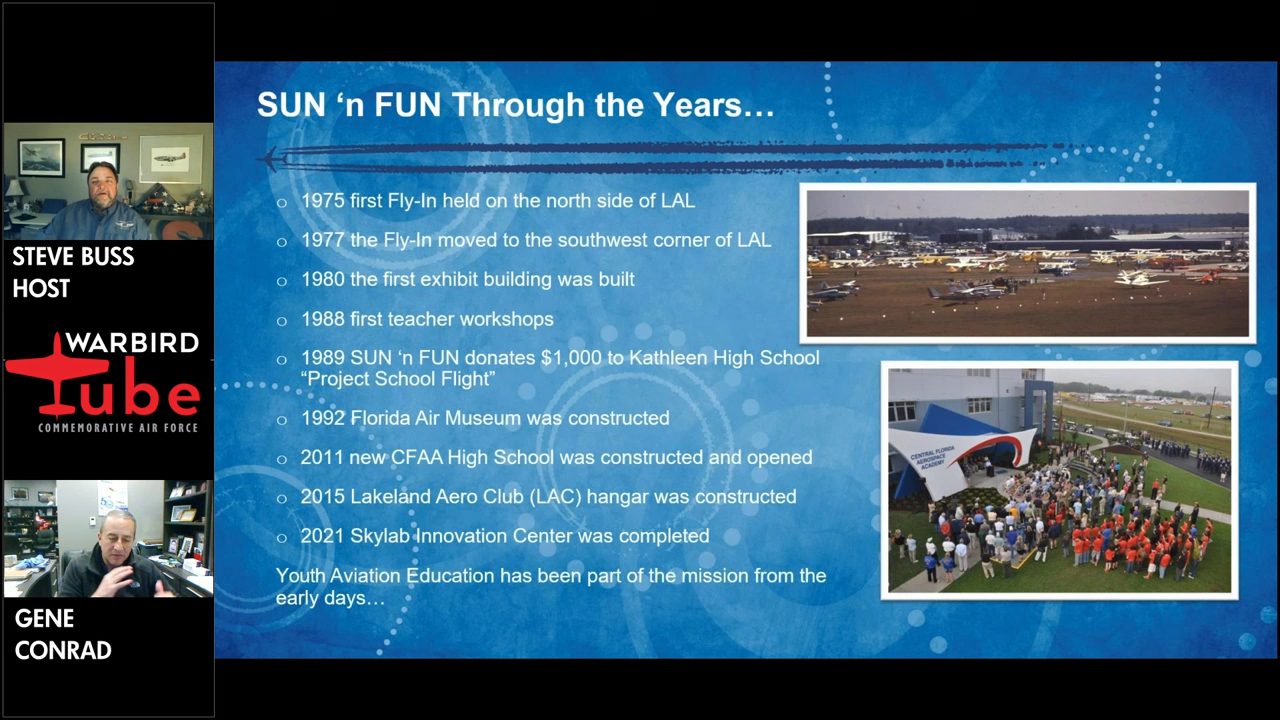 STEVE BUSS
HOST
WARBIRD
Tube
COMMEMORATIVE AIR FORCE
GENE
CONRAD
SUN ‘n FUN Through the Years…
1975 first Fly-In held on the north side of LAL
1977 the Fly-In moved to the southwest corner of LAL
1980 the first exhibit building was built
1988 first teacher workshops
1989 SUN ‘n FUN donates $1,000 to Kathleen High School
“Project School Flight”
1992 Florida Air Museum was constructed
2011 new CFAA High School was constructed and opened
2015 Lakeland Aero Club (LAC) hangar was constructed
2021 Skylab Innovation Center was completed
Youth Aviation Education has been part of the mission from the
early days…
CENTRAL FLORIDA
AEROSPACE
ACADEMY